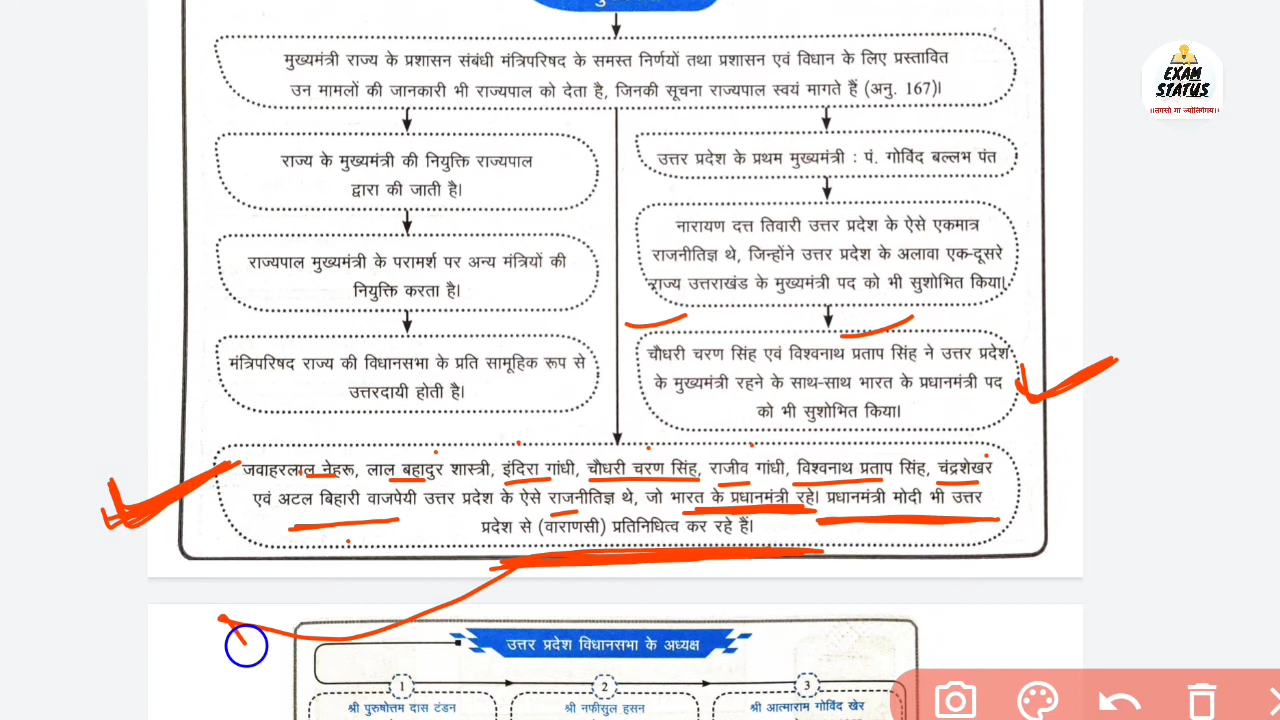 EXAM
STATUS
।।तमसो मा ज्योतिर्गमय।।
मुख्यमंत्री राज्य के प्रशासन संबंधी मंत्रिपरिषद के समस्त निर्णयों तथा प्रशासन एवं विधान के लिए प्रस्तावित
उन मामलों की जानकारी भी राज्यपाल को देता है, जिनकी सूचना राज्यपाल स्वयं मागते हैं (अनु. 167)।
राज्य के मुख्यमंत्री की नियुक्ति राज्यपाल
द्वारा की जाती है।
राज्यपाल मुख्यमंत्री के परामर्श पर अन्य मंत्रियों की
नियुक्ति करता है।
मंत्रिपरिषद राज्य की विधानसभा के प्रति सामूहिक रूप से
उत्तरदायी होती है।
उत्तर प्रदेश के प्रथम मुख्यमंत्री : पं. गोविंद बल्लभ पंत
नारायण दत्त तिवारी उत्तर प्रदेश के ऐसे एकमात्र
राजनीतिज्ञ थे, जिन्होंने उत्तर प्रदेश के अलावा एक-दूसरे
राज्य उत्तराखंड के मुख्यमंत्री पद को भी सुशोभित किया।
चौधरी चरण सिंह एवं विश्वनाथ प्रताप सिंह ने उत्तर प्रदेश
के मुख्यमंत्री रहने के साथ-साथ भारत के प्रधानमंत्री पद
को भी सुशोभित किया।
जवाहरलाल नेहरू, लाल बहादुर शास्त्री, इंदिरा गांधी, चौधरी चरण सिंह, राजीव गांधी, विश्वनाथ प्रताप सिंह, चंद्रशेखर
एवं अटल बिहारी वाजपेयी उत्तर प्रदेश के ऐसे राजनीतिज्ञ थे, जो भारत के प्रधानमंत्री रहे। प्रधानमंत्री मोदी भी उत्तर
प्रदेश से (वाराणसी) प्रतिनिधित्व कर रहे हैं।
उत्तर प्रदेश विधानसभा के अध्यक्ष
1
2
3
श्री पुरुषोत्तम दास टंडन
श्री नफीसुल हसन
श्री आत्माराम गोविंद खेर